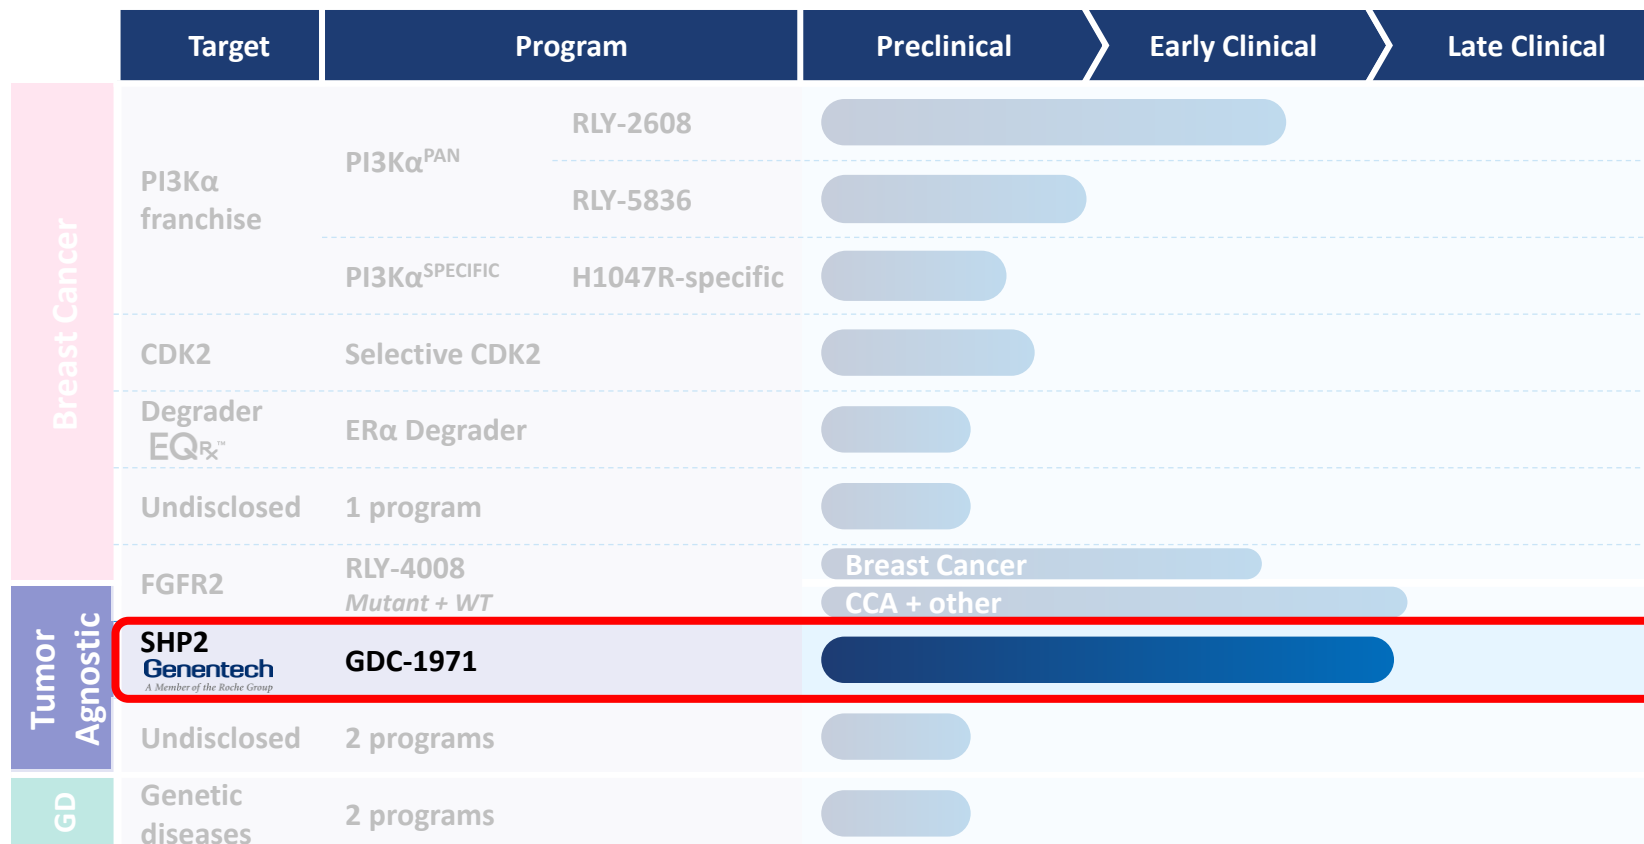 Target Program Preclinical Early Clinical Late Clinical
Breast Cancer
PI3Kα
franchise
PI3Kα^PAN
RLY-2608
RLY-5836
PI3Kα^SPECIFIC H1047R-specific
CDK2 Selective CDK2
Degrader
EQRx™
ERα Degrader
Undisclosed 1 program
FGFR2
RLY-4008
Mutant + WT
Breast Cancer
CCA + other
Tumor
Agnostic
SHP2
Genentech
A Member of the Roche Group
GDC-1971
Undisclosed 2 programs
GD
Genetic
diseases
2 programs